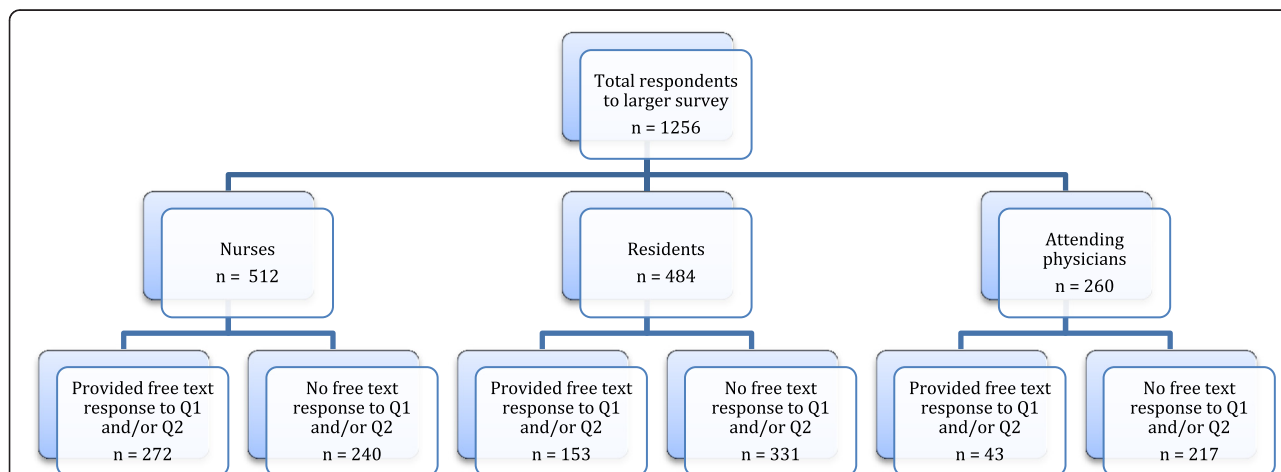 Total respondents
to larger survey
n = 1256
Nurses
n =  512
Residents
n = 484
Attending
physicians
n = 260
Provided free text
response to Q1
and/or Q2
n = 272
No free text
response to Q1
and/or Q2
n = 240
Provided free text
response to Q1
and/or Q2
n = 153
No free text
response to Q1
and/or Q2
n = 331
Provided free text
response to Q1
and/or Q2
n = 43
No free text
response to Q1
and/or Q2
n = 217